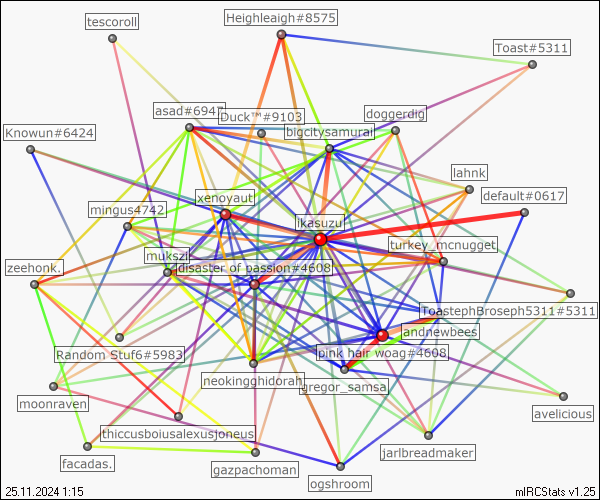 Heighleaigh#8575
tescoroll
Toast#5311
asad#6947
Duck™#9103
doggerdig
Knowun#6424
bigcitysamurai
lahnk
xenoyaut
default#0617
mingus4742
ikasuzu
turkey_mcnugget
mukszi
zeehonk.
disaster of passion#4608
ToastephBroseph5311#5311
andnewbees
Random Stuf6#5983
pink hair woag#4608
neokingghidorah
gregor_samsa
moonraven
avelicious
thiccusboiusalexusjoneus
jarlbreadmaker
facadas.
gazpachoman
ogshroom
25.11.2024 1:15
mIRCStats v1.25